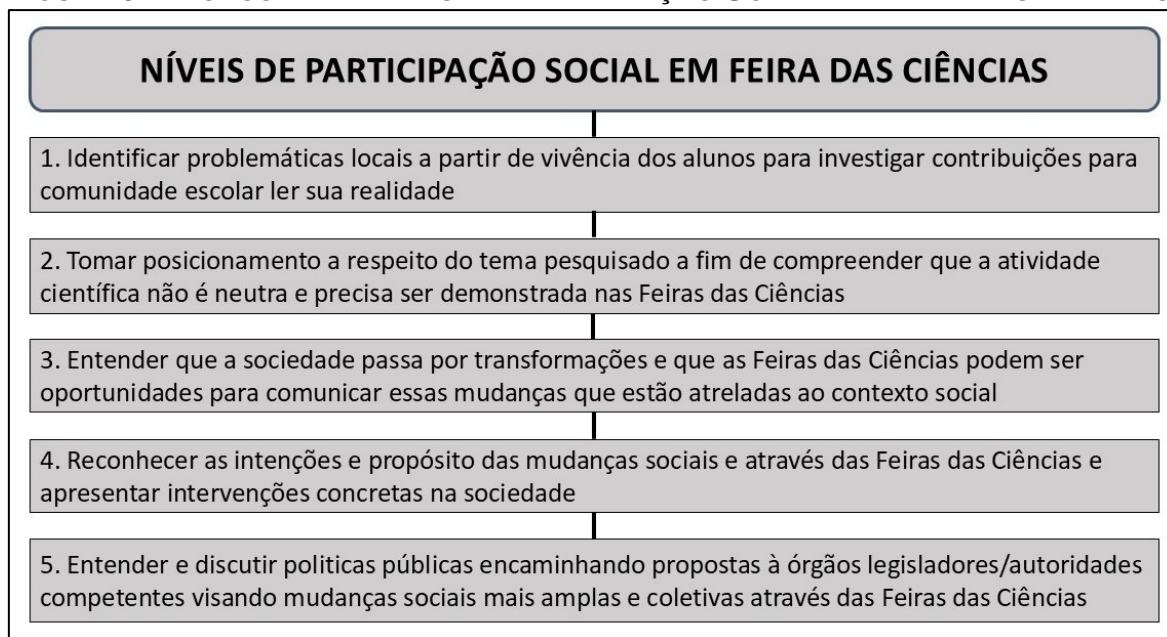 NÍVEIS DE PARTICIPAÇÃO SOCIAL EM FEIRA DAS CIÊNCIAS
1. Identificar problemáticas locais a partir de vivência dos alunos para investigar contribuições para
comunidade escolar ler sua realidade
2. Tomar posicionamento a respeito do tema pesquisado a fim de compreender que a atividade
científica não é neutra e precisa ser demonstrada nas Feiras das Ciências
3. Entender que a sociedade passa por transformações e que as Feiras das Ciências podem ser
oportunidades para comunicar essas mudanças que estão atreladas ao contexto social
4. Reconhecer as intenções e propósito das mudanças sociais e através das Feiras das Ciências e
apresentar intervenções concretas na sociedade
5. Entender e discutir politicas públicas encaminhando propostas à órgãos legisladores/autoridades
competentes visando mudanças sociais mais amplas e coletivas através das Feiras das Ciências